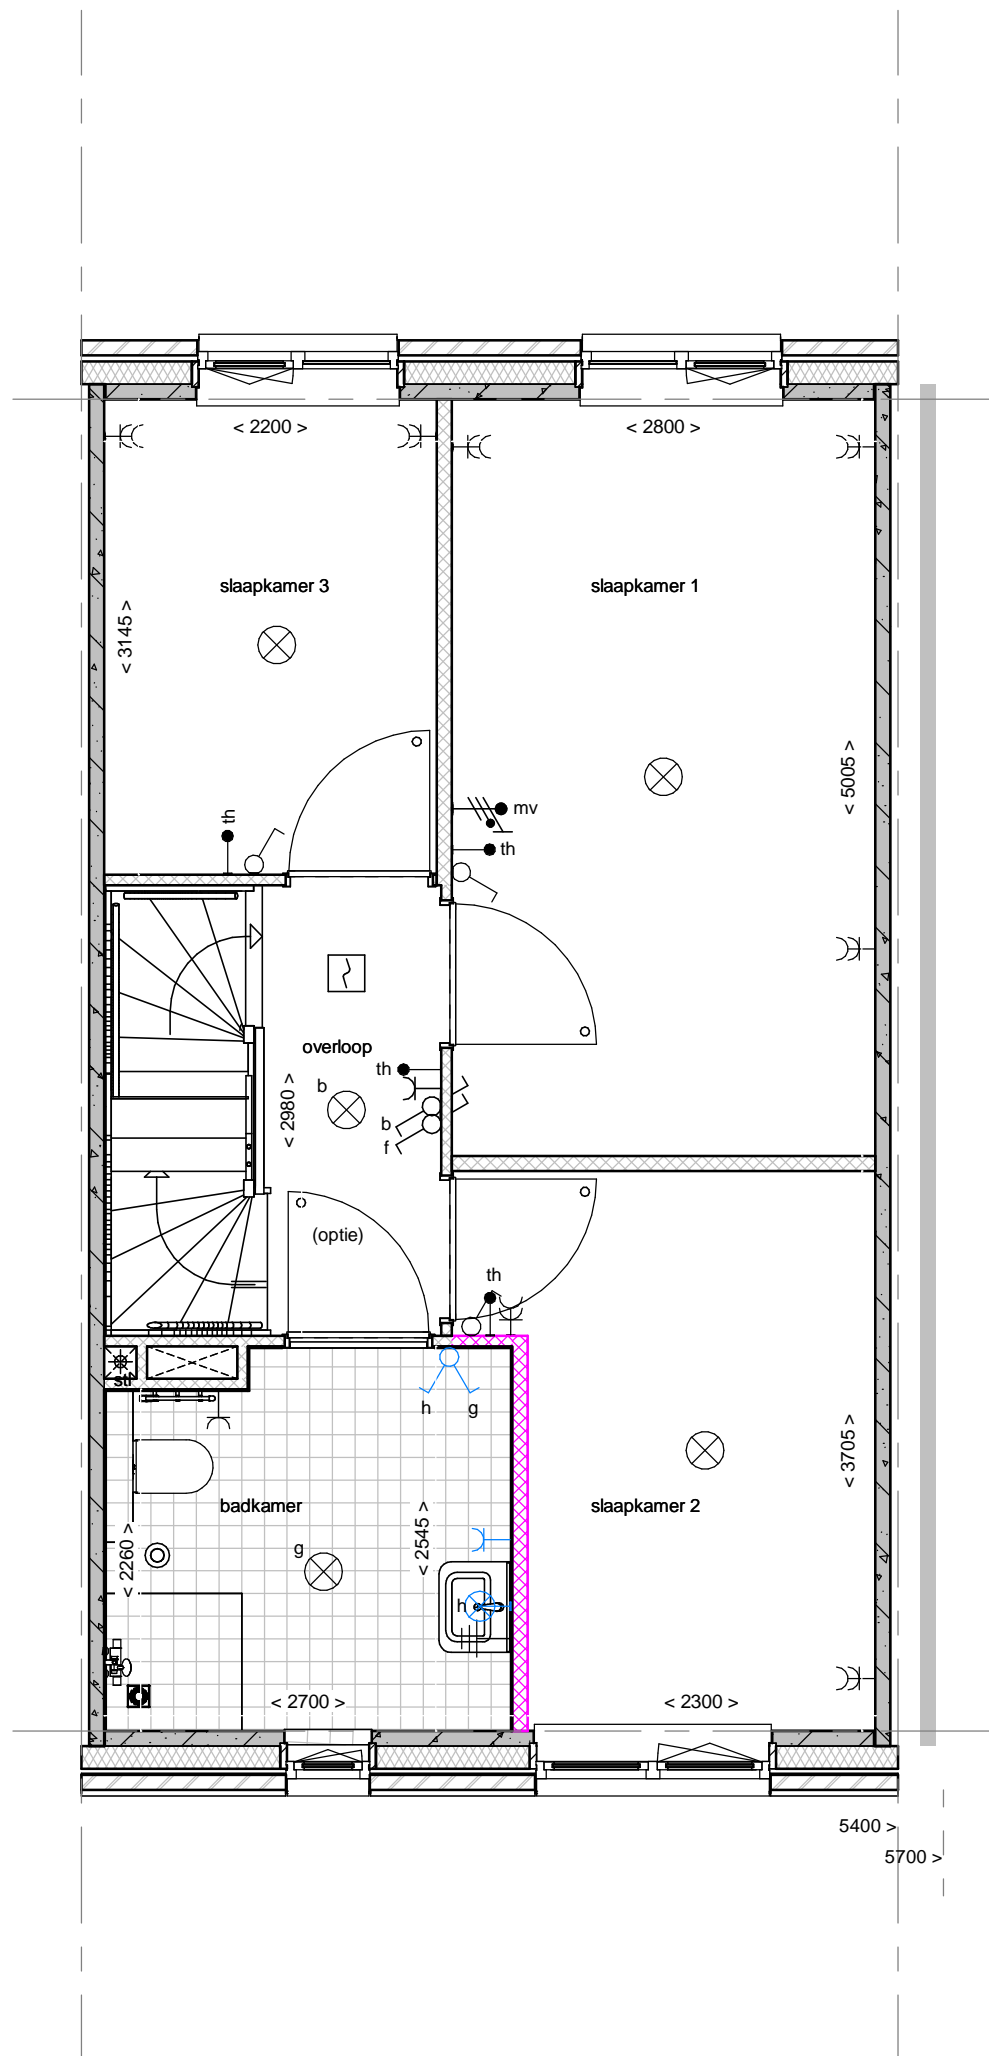 < 2200 >
< 2800 >
slaapkamer 3
slaapkamer 1
< 3145 >
< 5005 >
th
mv
th
overloop
th
b
< 2980 >
b
f
(optie)
th
stl
h
g
< 3705 >
badkamer
slaapkamer 2
< 2260 >
< 2545 >
g
h
< 2700 >
< 2300 >
5400 >
5700 >